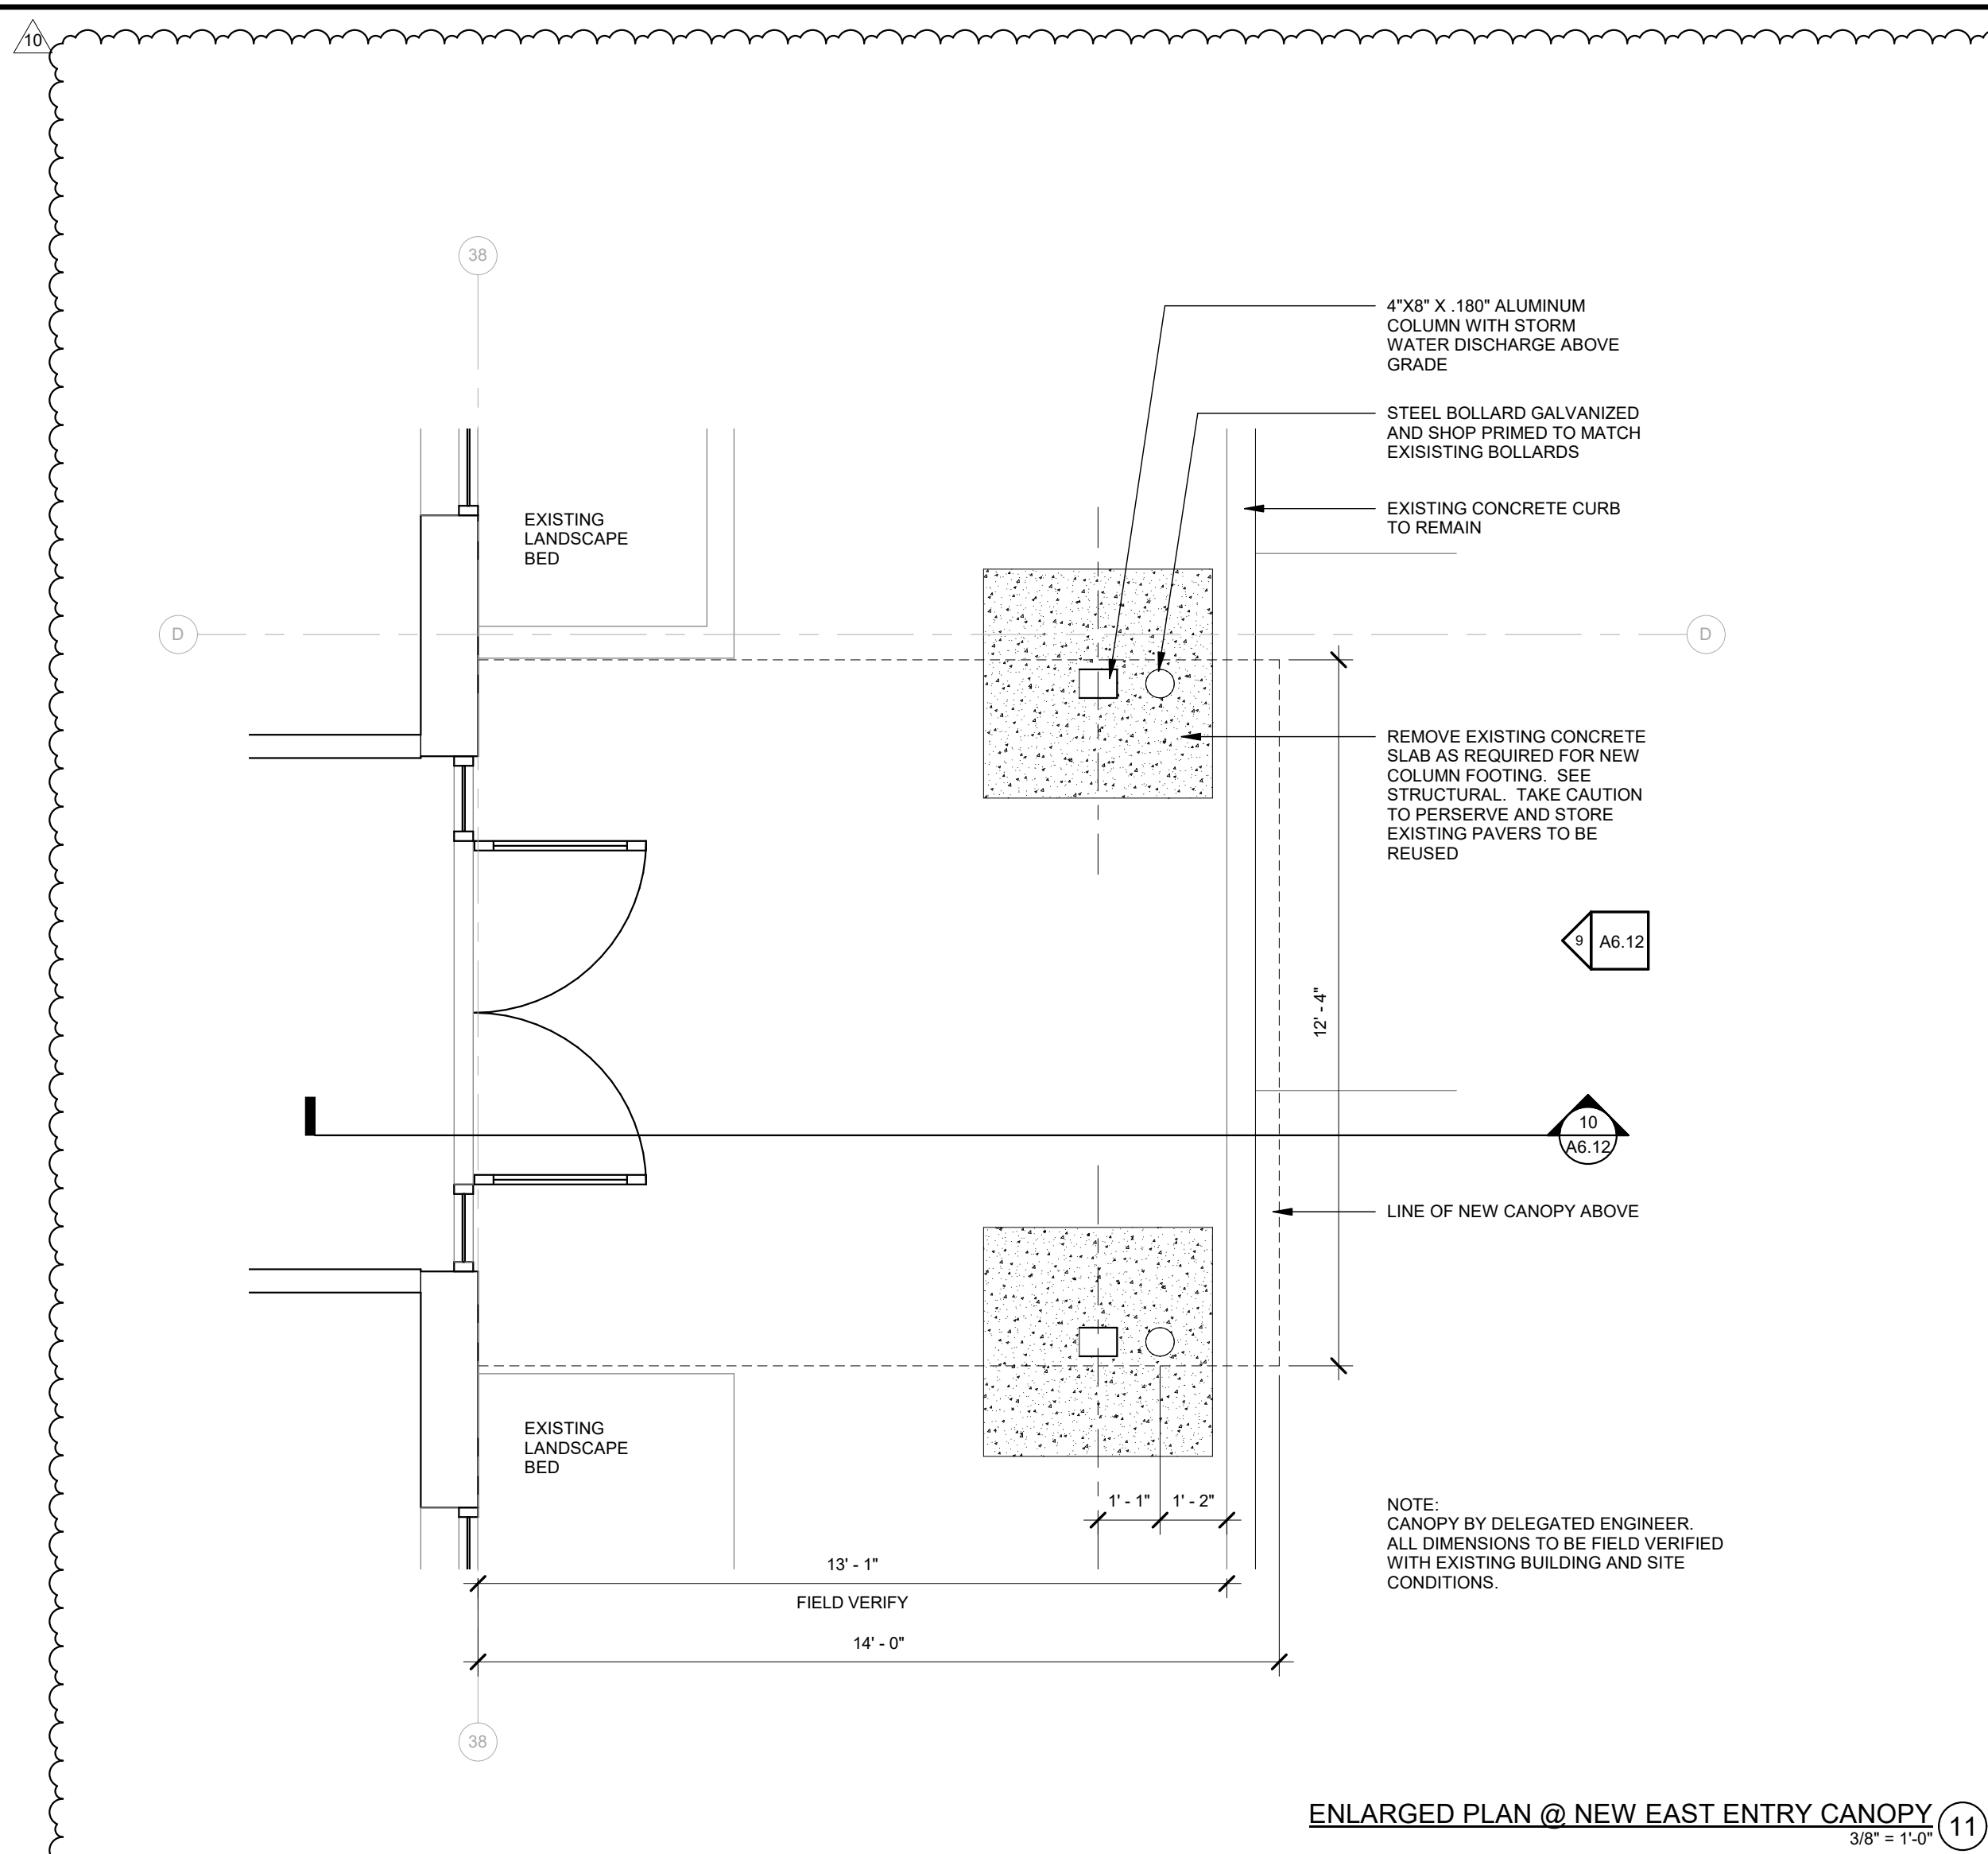 10
38
4"X8" X .180" ALUMINUM
COLUMN WITH STORM
WATER DISCHARGE ABOVE
GRADE
STEEL BOLLARD GALVANIZED
AND SHOP PRIMED TO MATCH
EXISISTING BOLLARDS
EXISTING CONCRETE CURB
TO REMAIN
EXISTING
LANDSCAPE
BED
D
D
REMOVE EXISTING CONCRETE
SLAB AS REQUIRED FOR NEW
COLUMN FOOTING.  SEE
STRUCTURAL.  TAKE CAUTION
TO PERSERVE AND STORE
EXISTING PAVERS TO BE
REUSED
9 A6.12
12' - 4"
10
A6.12
LINE OF NEW CANOPY ABOVE
EXISTING
LANDSCAPE
BED
1' - 1" 1' - 2"
NOTE:
CANOPY BY DELEGATED ENGINEER.
ALL DIMENSIONS TO BE FIELD VERIFIED
WITH EXISTING BUILDING AND SITE
CONDITIONS.
13' - 1"
FIELD VERIFY
14' - 0"
38
ENLARGED PLAN @ NEW EAST ENTRY CANOPY 11
3/8" = 1'-0"